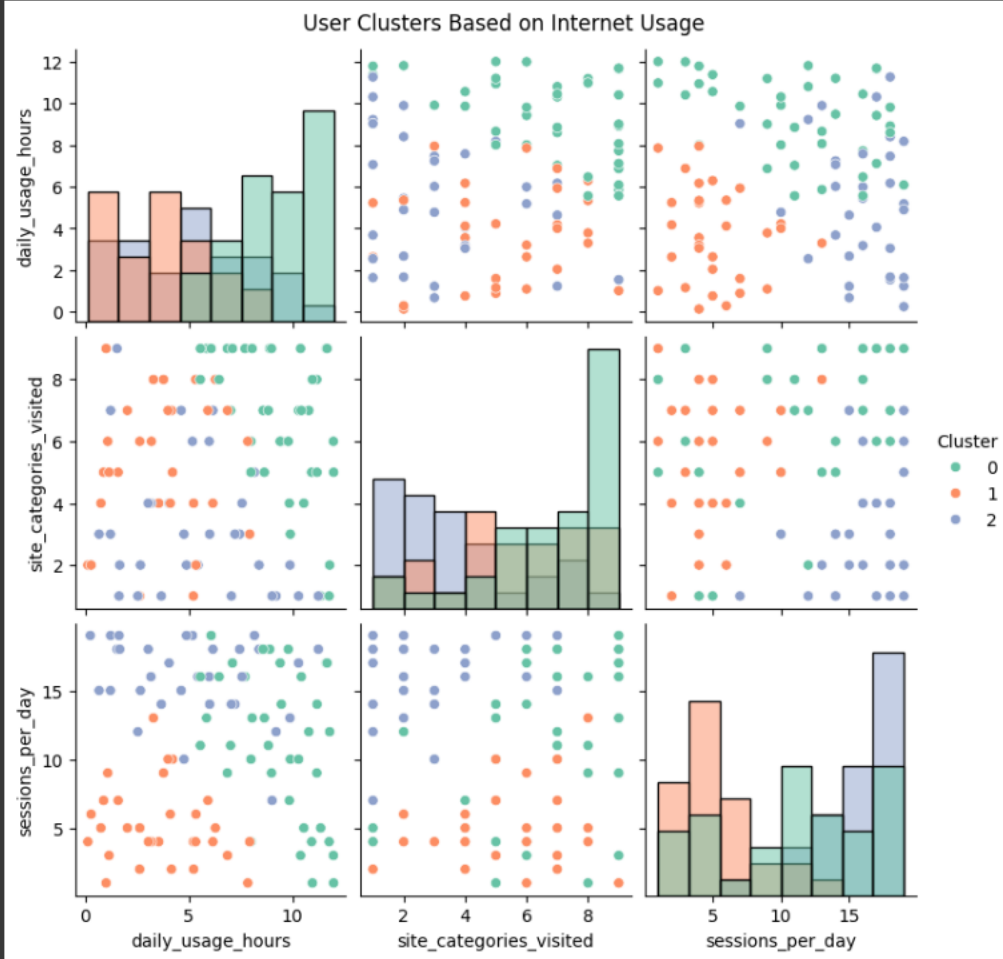 User Clusters Based on Internet Usage
daily_usage_hours
12
10
8
6
4
2
0
site_categories_visited
8
6
4
2
Cluster
0
1
2
sessions_per_day
15
10
5
0 5 10
2 4 6 8
5 10 15
daily_usage_hours
site_categories_visited
sessions_per_day